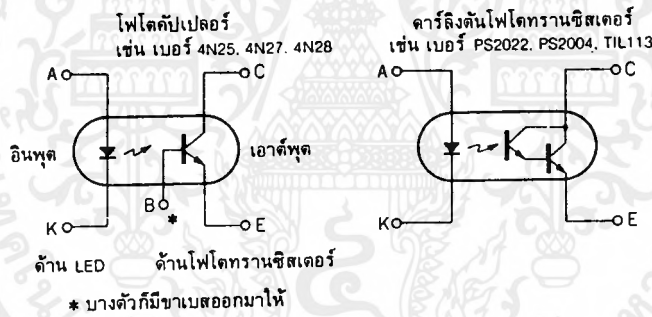 โฟโตคัปเปลอร์
เช่น เบอร์ 4N25, 4N27, 4N28
A
C
อินพุต
เอาต์พุต
B
*
K
E
ด้าน LED ด้านโฟโตทรานซิสเตอร์
* บางตัวก็มีขาเบสออกมาให้
ดาร์ลิงตันโฟโตทรานซิสเตอร์
เช่น เบอร์ PS2022, PS2004, TIL113
A
C
K
E